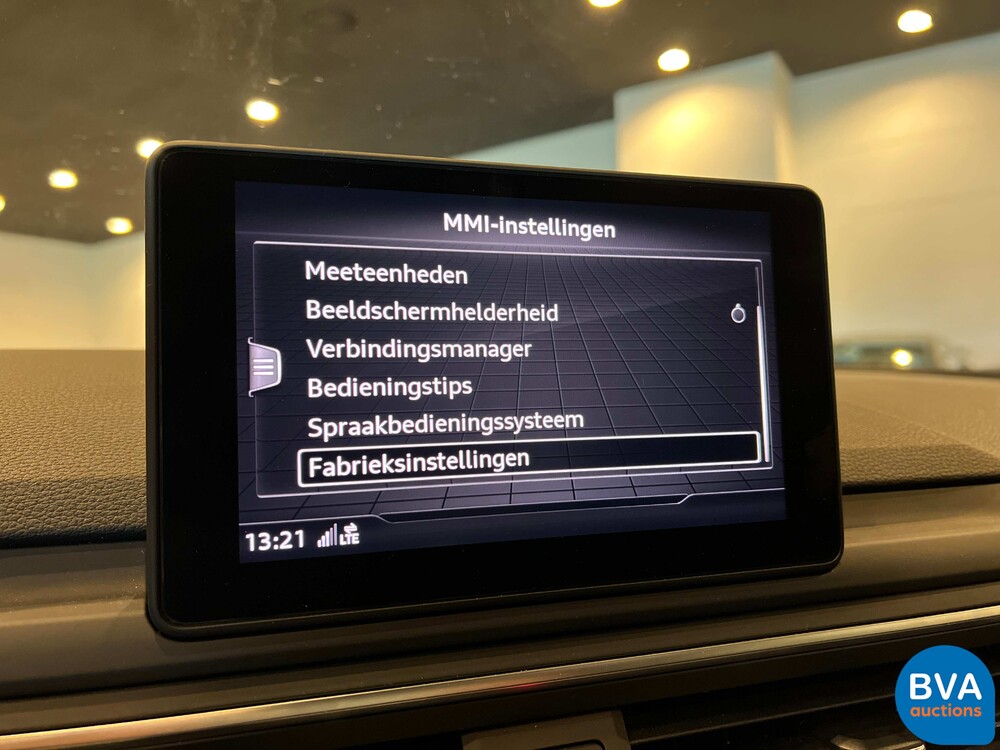 MMI-instellingen
Meeteenheden
Beeldschermhelderheid
Verbindingsmanager
Bedieningstips
Spraakbedieningssysteem
Fabrieksinstellingen
13:21 LTE
BVA
auctions